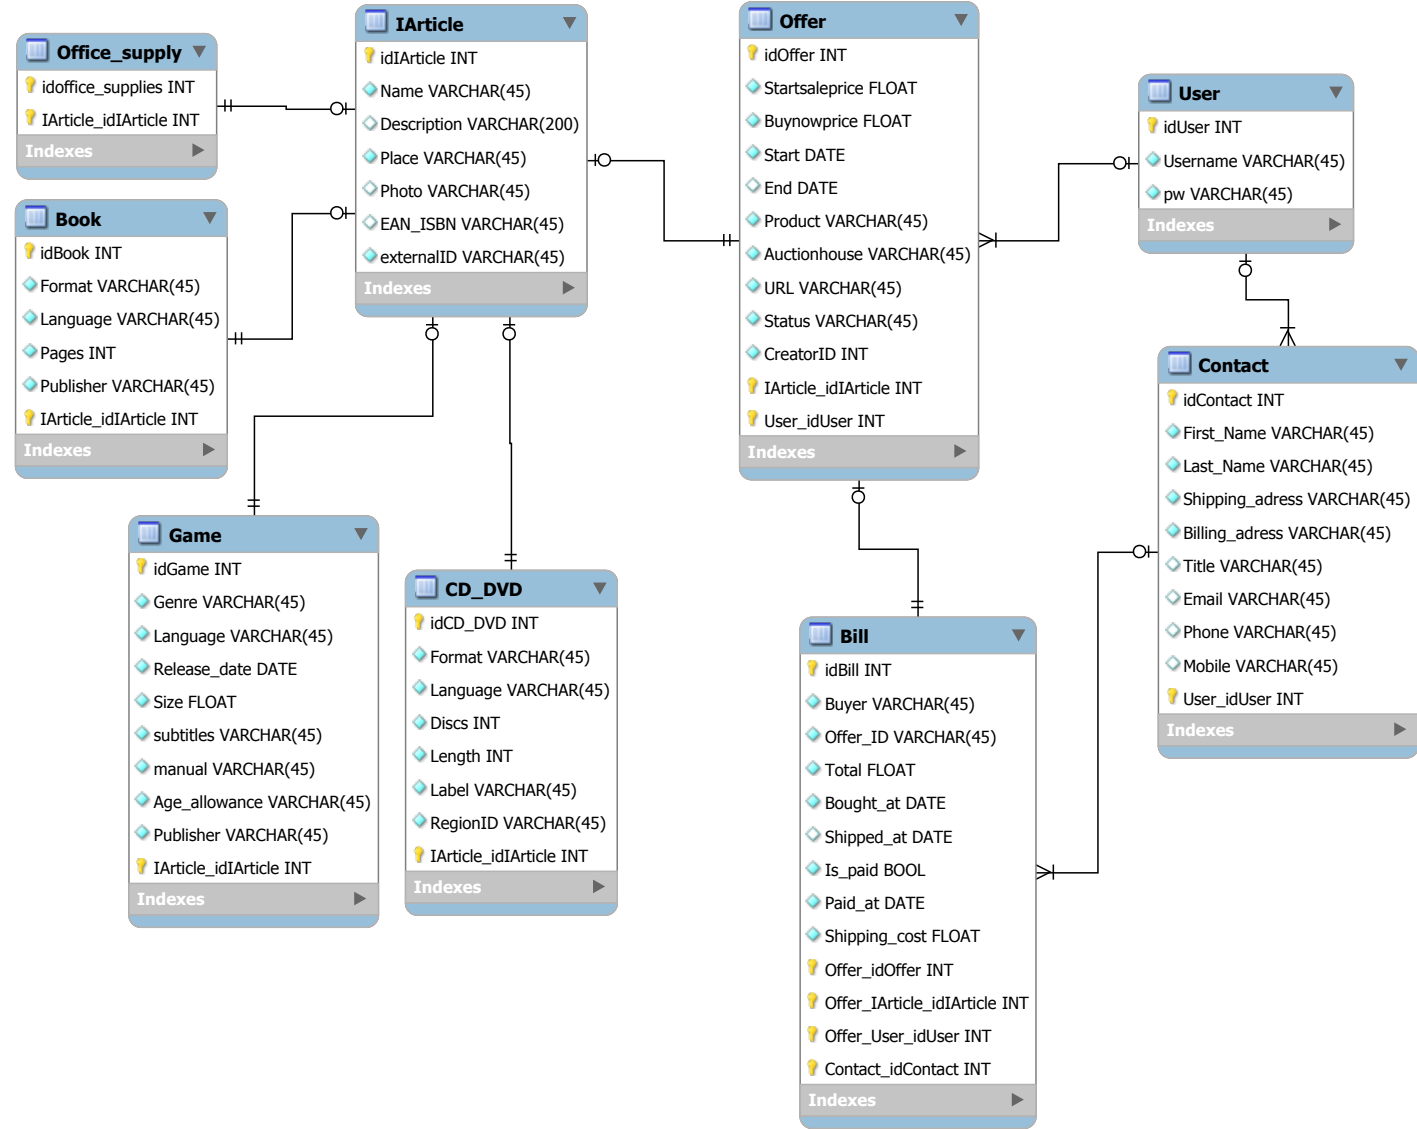 Office_supply
idoffice_supplies INT
IArticle_idIArticle INT
Indexes
Book
idBook INT
Format VARCHAR(45)
Language VARCHAR(45)
Pages INT
Publisher VARCHAR(45)
IArticle_idIArticle INT
Indexes
IArticle
idIArticle INT
Name VARCHAR(45)
Description VARCHAR(200)
Place VARCHAR(45)
Photo VARCHAR(45)
EAN_ISBN VARCHAR(45)
externalID VARCHAR(45)
Indexes
Game
idGame INT
Genre VARCHAR(45)
Language VARCHAR(45)
Release_date DATE
Size FLOAT
subtitles VARCHAR(45)
manual VARCHAR(45)
Age_allowance VARCHAR(45)
Publisher VARCHAR(45)
IArticle_idIArticle INT
Indexes
CD_DVD
idCD_DVD INT
Format VARCHAR(45)
Language VARCHAR(45)
Discs INT
Length INT
Label VARCHAR(45)
RegionID VARCHAR(45)
IArticle_idIArticle INT
Indexes
Offer
idOffer INT
Startsaleprice FLOAT
Buynowprice FLOAT
Start DATE
End DATE
Product VARCHAR(45)
Auctionhouse VARCHAR(45)
URL VARCHAR(45)
Status VARCHAR(45)
CreatorID INT
IArticle_idIArticle INT
User_idUser INT
Indexes
User
idUser INT
Username VARCHAR(45)
pw VARCHAR(45)
Indexes
Contact
idContact INT
First_Name VARCHAR(45)
Last_Name VARCHAR(45)
Shipping_adress VARCHAR(45)
Billing_adress VARCHAR(45)
Title VARCHAR(45)
Email VARCHAR(45)
Phone VARCHAR(45)
Mobile VARCHAR(45)
User_idUser INT
Indexes
Bill
idBill INT
Buyer VARCHAR(45)
Offer_ID VARCHAR(45)
Total FLOAT
Bought_at DATE
Shipped_at DATE
Is_paid BOOL
Paid_at DATE
Shipping_cost FLOAT
Offer_idOffer INT
Offer_IArticle_idIArticle INT
Offer_User_idUser INT
Contact_idContact INT
Indexes